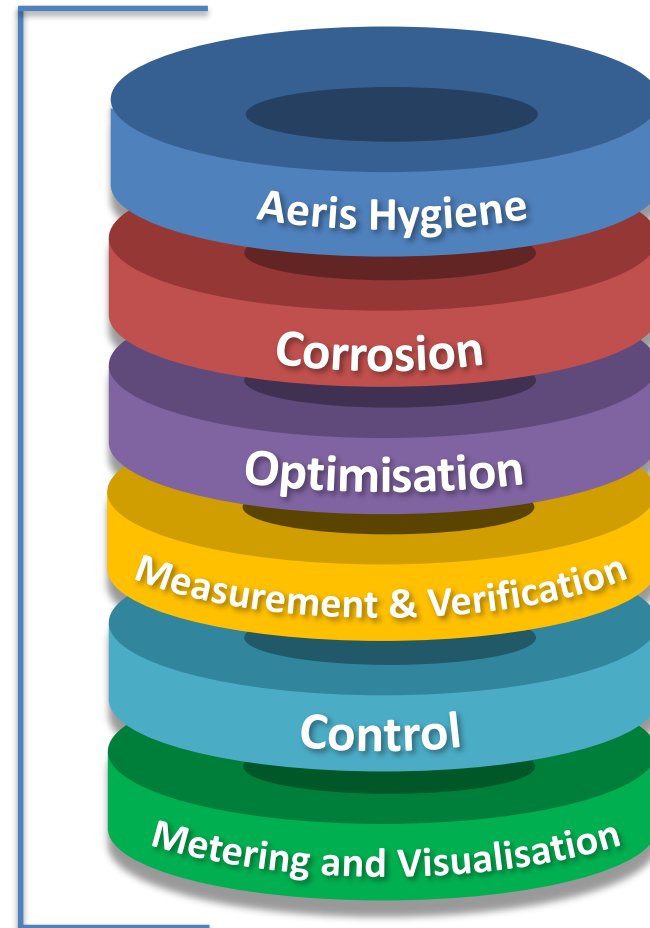 Aeris Hygiene
Corrosion
Optimisation
Measurement & Verification
Control
Metering and Visualisation